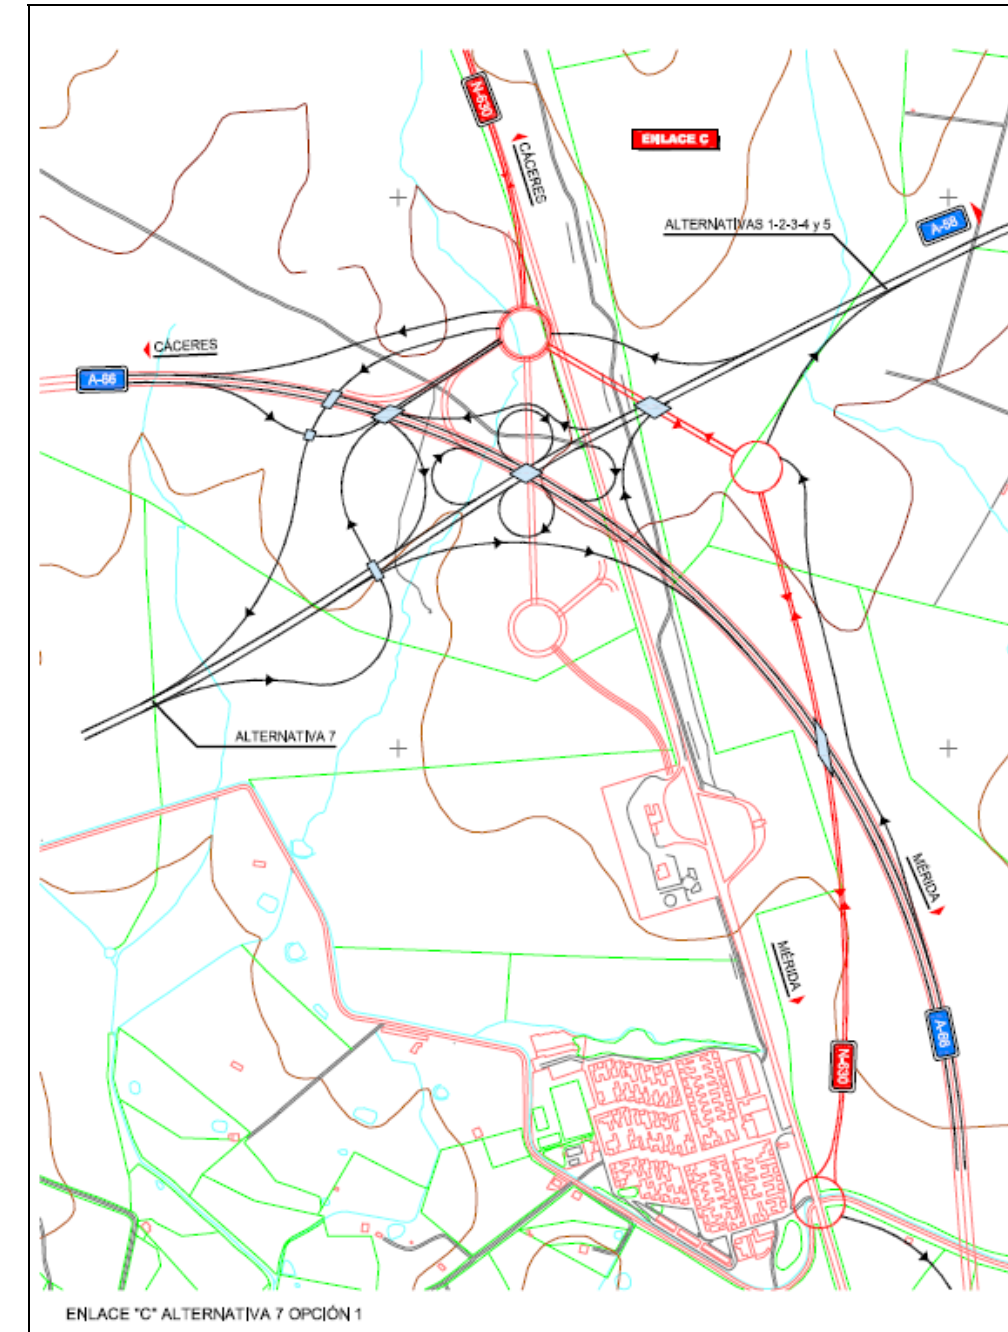 N-630
CÁCERES
ENLACE C
ALTERNATIVAS 1-2-3-4 y 5
A-58
CÁCERES
A-66
ALTERNATIVA 7
MÉRIDA
MÉRIDA
A-66
N-630
ENLACE "C" ALTERNATIVA 7 OPCIÓN 1